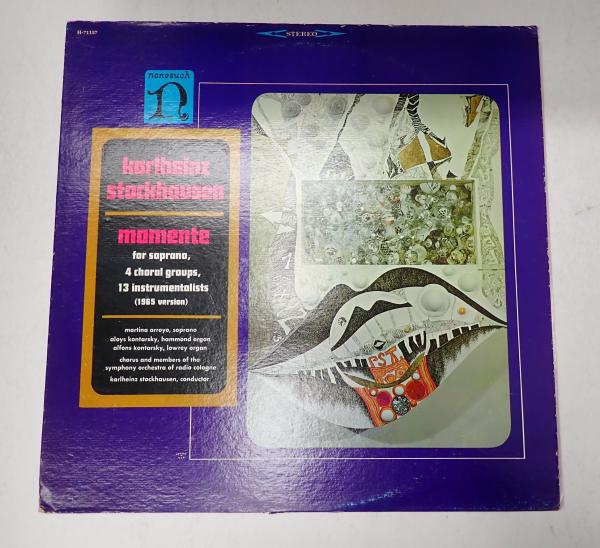 H-71157
STEREO
nonesuch
n
karlheinz
stockhausen
momente
for soprano,
4 choral groups,
13 instrumentalists
(1965 version)
martina arroyo, soprano
aloys kontarsky, hammond organ
alfons kontarsky, lowrey organ
chorus and members of the
symphony orchestra of radio cologne
karlheinz stockhausen, conductor
PST